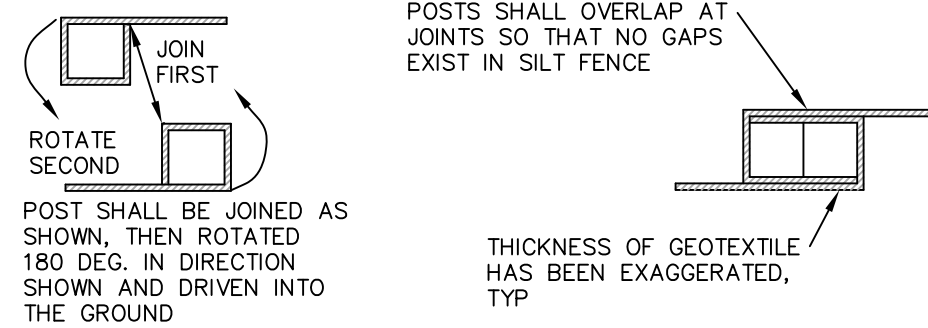 JOIN
FIRST
ROTATE
SECOND
POST SHALL BE JOINED AS
SHOWN, THEN ROTATED
180 DEG. IN DIRECTION
SHOWN AND DRIVEN INTO
THE GROUND
POSTS SHALL OVERLAP AT
JOINTS SO THAT NO GAPS
EXIST IN SILT FENCE
THICKNESS OF GEOTEXTILE
HAS BEEN EXAGGERATED,
TYP